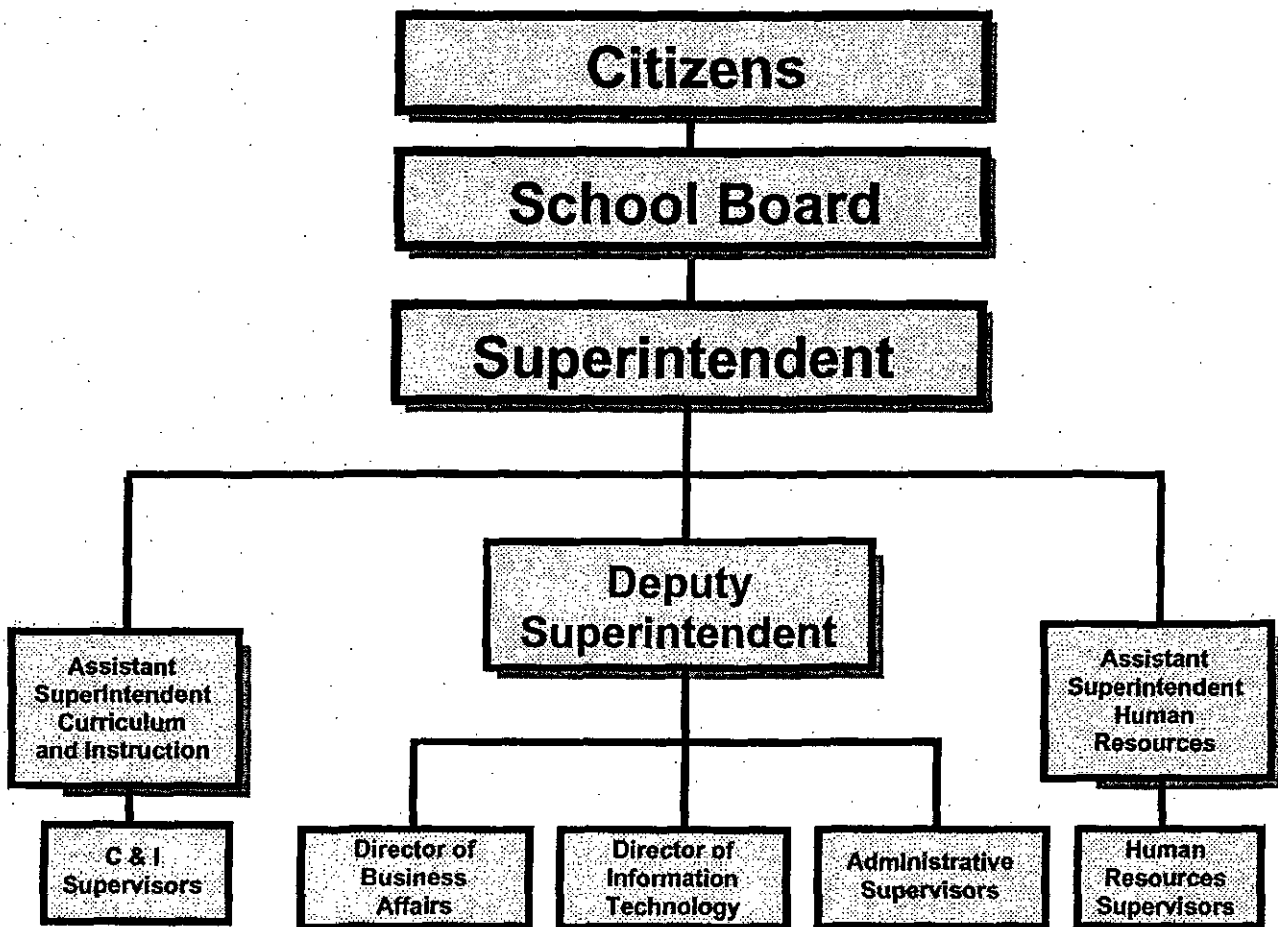 Citizens
School Board
Superintendent
Deputy
Superintendent
Assistant
Superintendent
Curriculum
and Instruction
Assistant
Superintendent
Human
Resources
C & I
Supervisors
Director of
Business
Affairs
Director of
Information
Technology
Administrative
Supervisors
Human
Resources
Supervisors